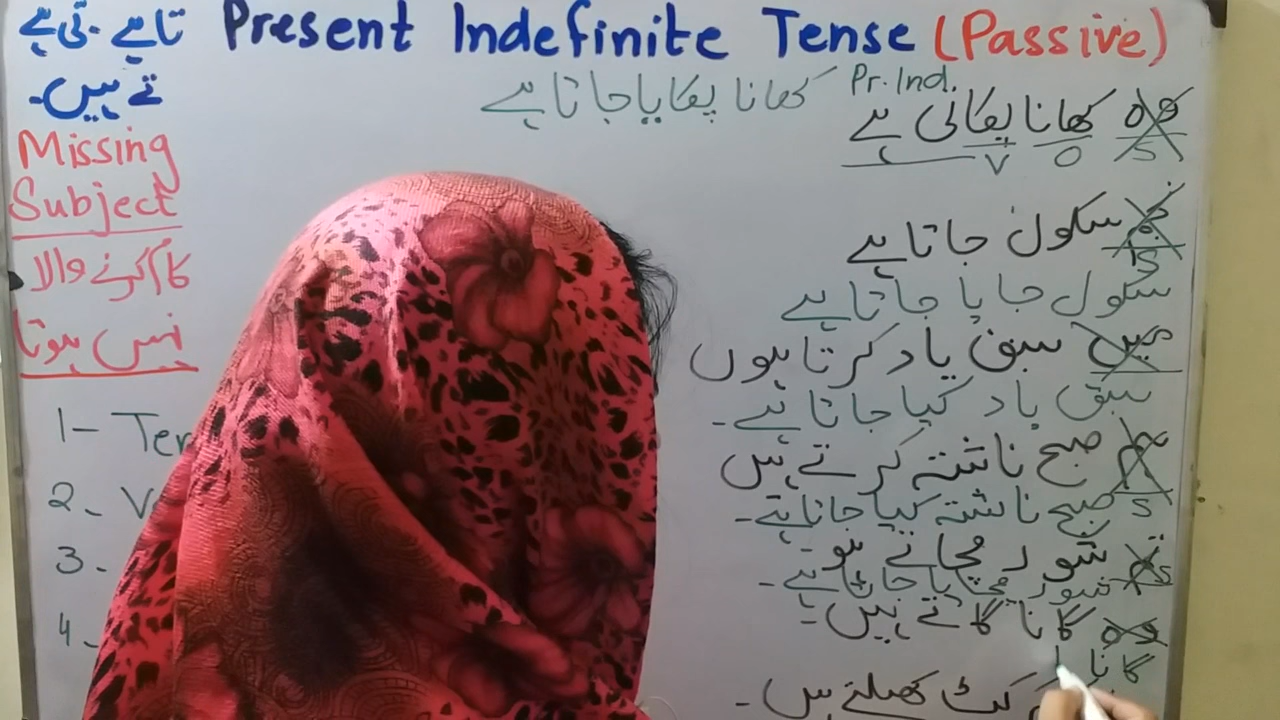 Present Indefinite Tense (Passive)
تا ہے ۔ تی ہے
تے ہیں۔
Missing
Subject
کام کرنے والا
نہیں ہوتا
1- Ten
2- V
3-
4-
Pr. Ind.
وہ کھانا پکاتی ہے
S O V
کھانا پکایا جاتا ہے
سکول جاتا ہے
S
سکول جایا جاتا ہے
میں سبق یاد کرتا ہوں
سبق یاد کیا جاتا ہے۔
ہم صبح ناشتہ کرتے ہیں
S
صبح ناشتہ کیا جاتا ہے۔
تم شور مچاتے ہو۔
S
شور مچایا جاتا ہے۔
وہ گانا گاتے ہیں۔
گانا
کرکٹ کھیلتے ہیں۔